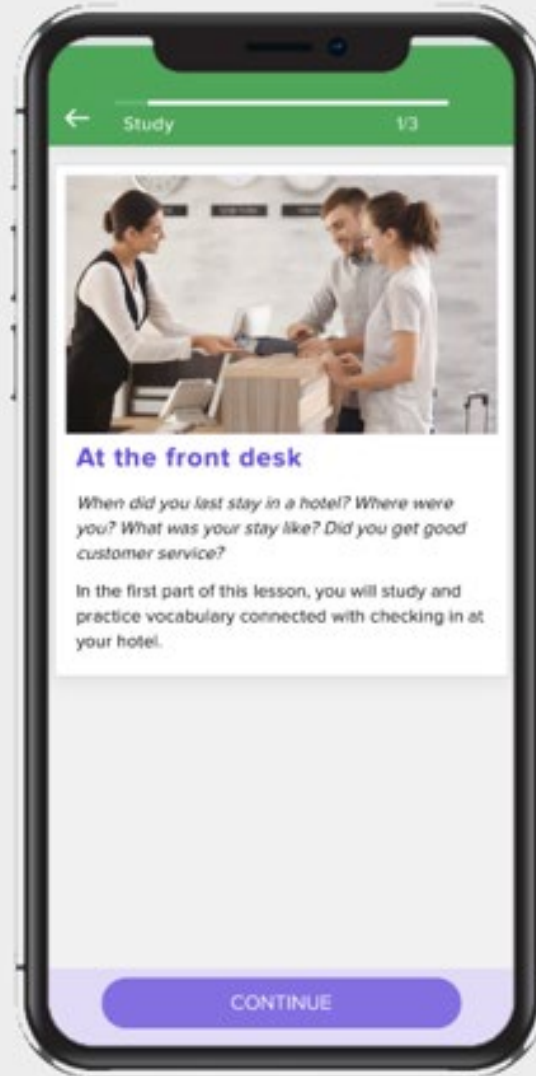 Study 1/3
At the front desk
When did you last stay in a hotel? Where were
you? What was your stay like? Did you get good
customer service?
In the first part of this lesson, you will study and
practice vocabulary connected with checking in at
your hotel.
CONTINUE